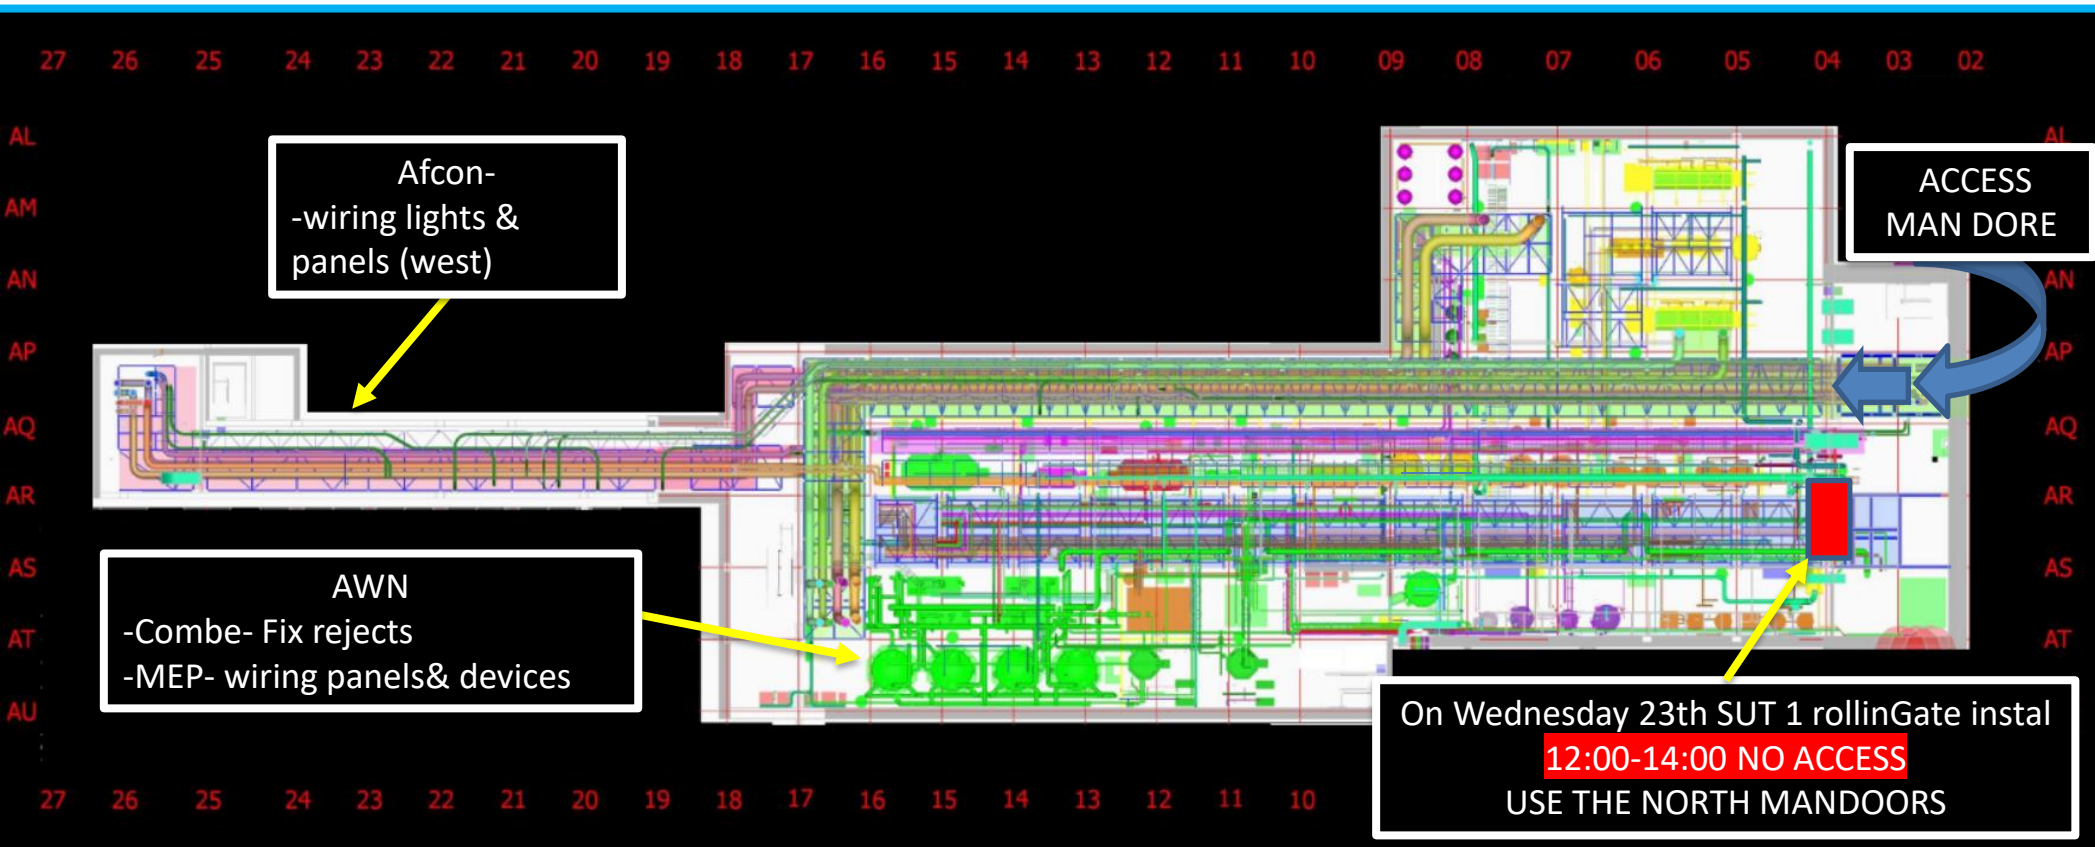 27 26 25 24 23 22 21 20 19 18 17 16 15 14 13 12 11 10 09 08 07 06 05 04 03 02
AL AL
Afcon-
-wiring lights &
panels (west)
ACCESS
MAN DORE
AM
AN AN
AP AP
AQ AQ
AR AR
AS AS
AWN
-Combe- Fix rejects
-MEP- wiring panels& devices
AT AT
AU
On Wednesday 23th SUT 1 rollinGate instal
12:00-14:00 NO ACCESS
USE THE NORTH MANDOORS
27 26 25 24 23 22 21 20 19 18 17 16 15 14 13 12 11 10